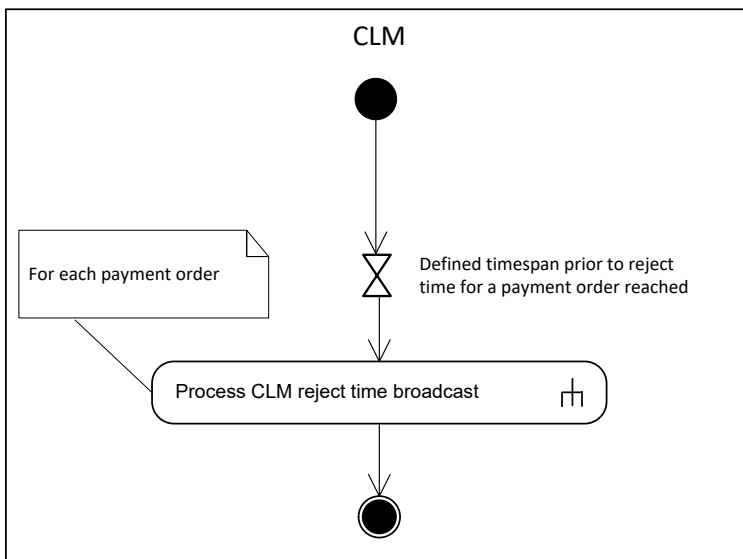 CLM
For each payment order
Defined timespan prior to reject
time for a payment order reached
Process CLM reject time broadcast